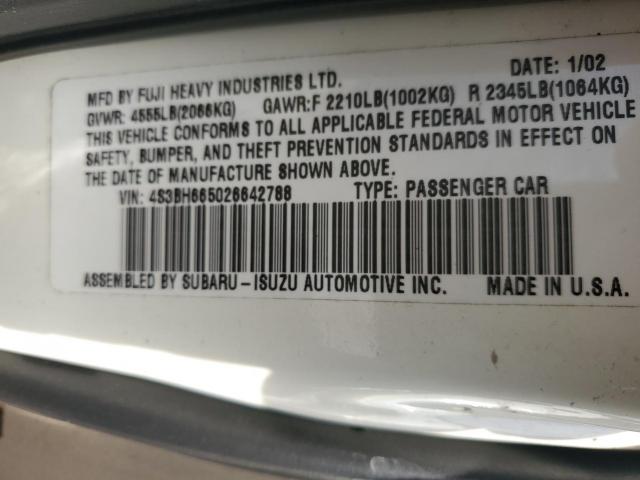 MFD BY FUJI HEAVY INDUSTRIES LTD. DATE: 1/02
GVWR: 4555LB(2066KG) GAWR:F 2210LB(1002KG) R 2345LB(1064KG)
THIS VEHICLE CONFORMS TO ALL APPLICABLE FEDERAL MOTOR VEHICLE
SAFETY, BUMPER, AND THEFT PREVENTION STANDARDS IN EFFECT ON
THE DATE OF MANUFACTURE SHOWN ABOVE.
VIN: 4S3BH665026642788 TYPE: PASSENGER CAR
ASSEMBLED BY SUBARU-ISUZU AUTOMOTIVE INC. MADE IN U.S.A.